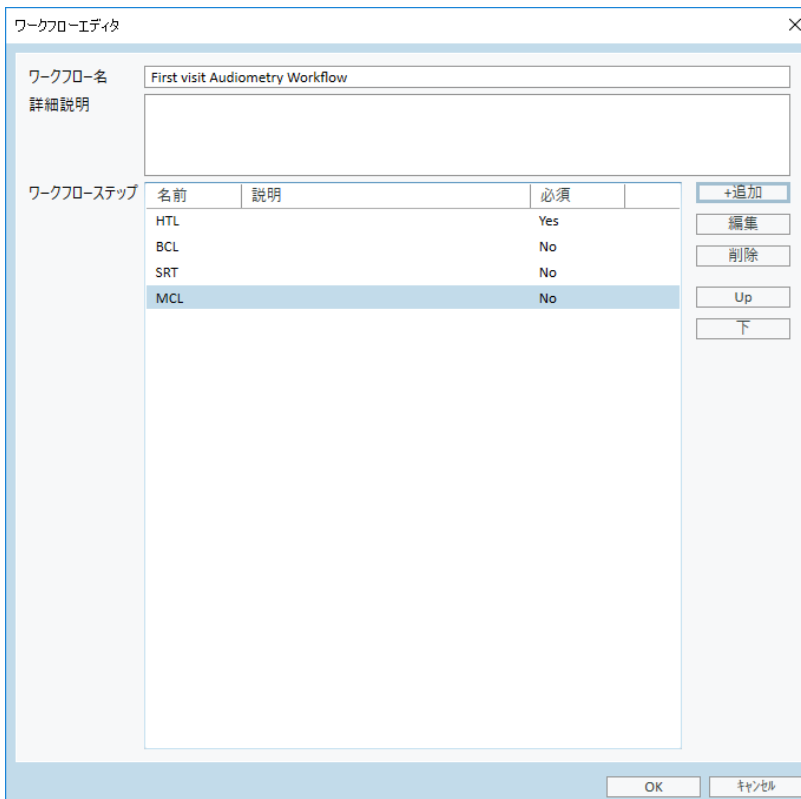 ワークフローエディタ
ワークフロー名 First visit Audiometry Workflow
詳細説明
ワークフローステップ 名前 説明 必須 +追加
HTL Yes 編集
BCL No 削除
SRT No
MCL No Up
下
OK キャンセル